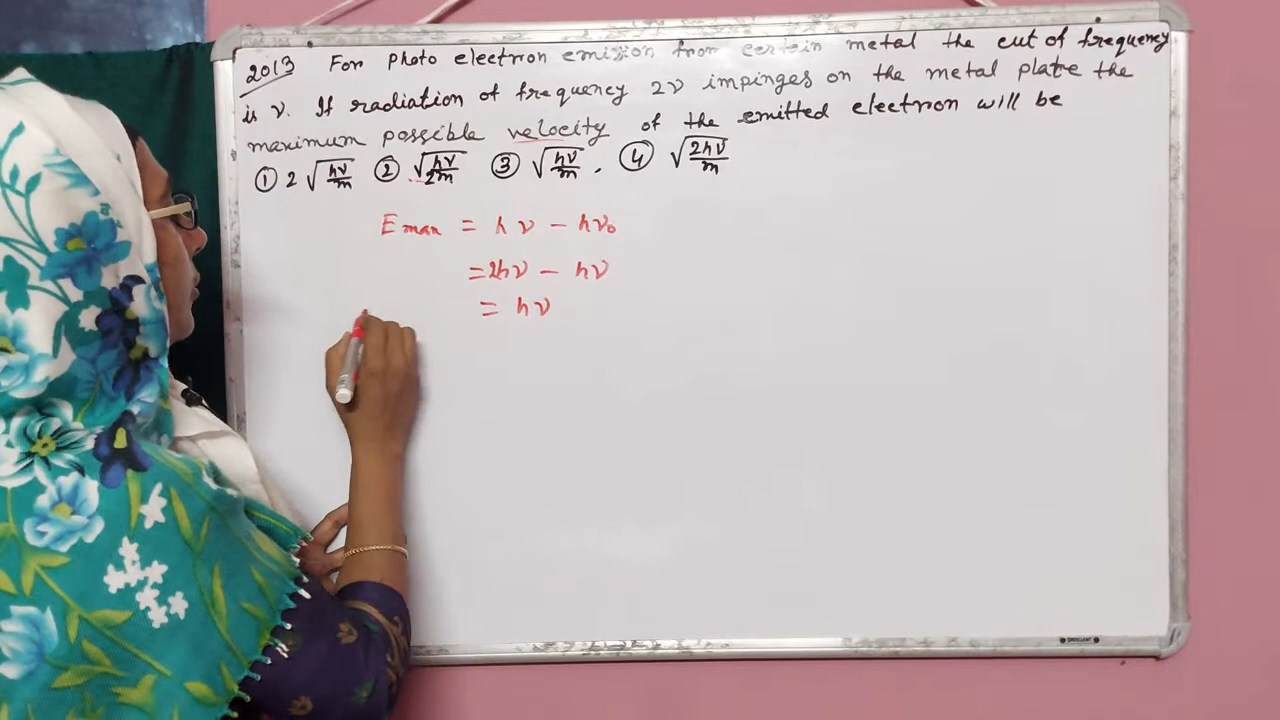 2013 For photo electron emission from certain metal the cut of frequency
is ν. If radiation of frequency 2ν impinges on the metal plate the
maximum possible velocity of the emitted electron will be
① 2√(hν/m) ② √(hν/2m) ③ √(hν/m) . ④ √(2hν/m)
E man = hν − hν₀
= 2hν − hν
= hν
EXCELLENT